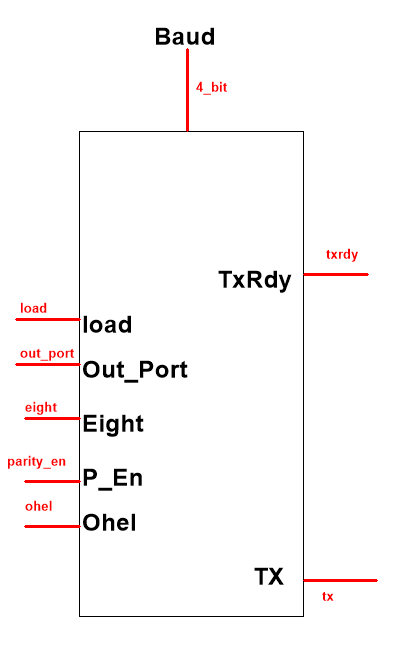 Baud
4_bit
txrdy
TxRdy
load
load
out_port
Out_Port
eight
Eight
parity_en
P_En
ohel
Ohel
TX
tx